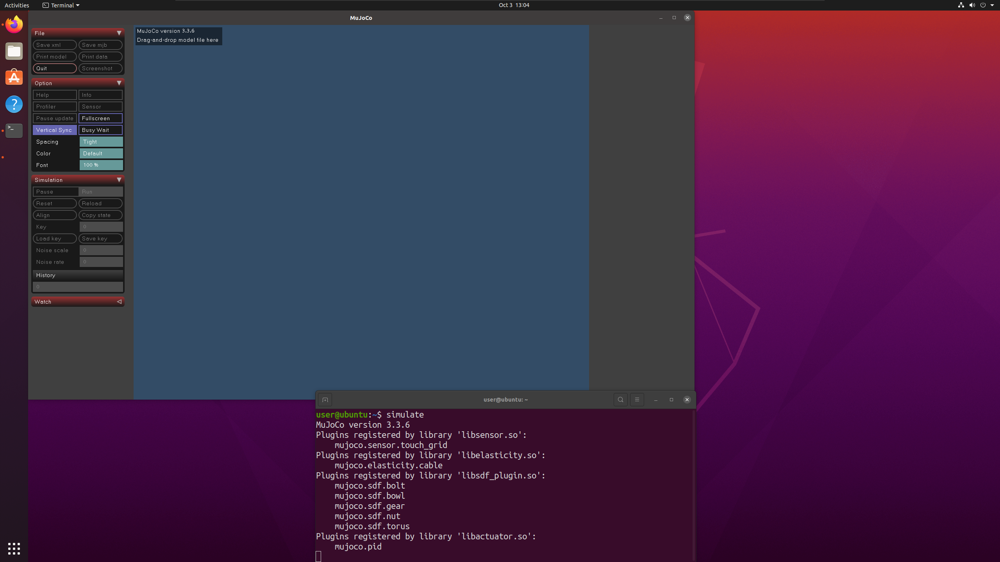 Activities
Terminal
Oct 3 13:04
MuJoCo
File
Save xml
Save mjb
Print model
Print data
Quit
Screenshot
Option
Help
Info
Profiler
Sensor
Pause update
Fullscreen
Vertical Sync
Busy Wait
Spacing
Tight
Color
Default
Font
100 %
Simulation
Pause
Run
Reset
Reload
Align
Copy state
Key
0
Load key
Save key
Noise scale
0
Noise rate
0
History
0
Watch
MuJoCo version 3.3.6
Drag-and-drop model file here
user@ubuntu: ~
user@ubuntu:~$ simulate
MuJoCo version 3.3.6
Plugins registered by library 'libsensor.so':
    mujoco.sensor.touch_grid
Plugins registered by library 'libelasticity.so':
    mujoco.elasticity.cable
Plugins registered by library 'libsdf_plugin.so':
    mujoco.sdf.bolt
    mujoco.sdf.bowl
    mujoco.sdf.gear
    mujoco.sdf.nut
    mujoco.sdf.torus
Plugins registered by library 'libactuator.so':
    mujoco.pid